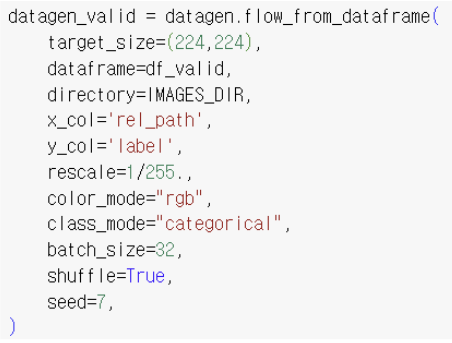 datagen_valid = datagen.flow_from_dataframe(
    target_size=(224,224),
    dataframe=df_valid,
    directory=IMAGES_DIR,
    x_col='rel_path',
    y_col='label',
    rescale=1/255.,
    color_mode="rgb",
    class_mode="categorical",
    batch_size=32,
    shuffle=True,
    seed=7,
)